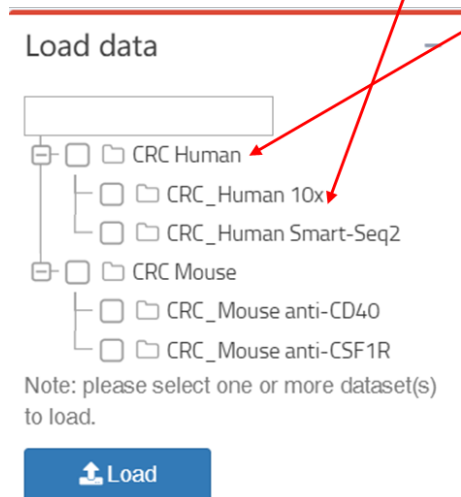 Load data
CRC Human
CRC_Human 10x
CRC_Human Smart-Seq2
CRC Mouse
CRC_Mouse anti-CD40
CRC_Mouse anti-CSF1R
Note: please select one or more dataset(s)
to load.
Load